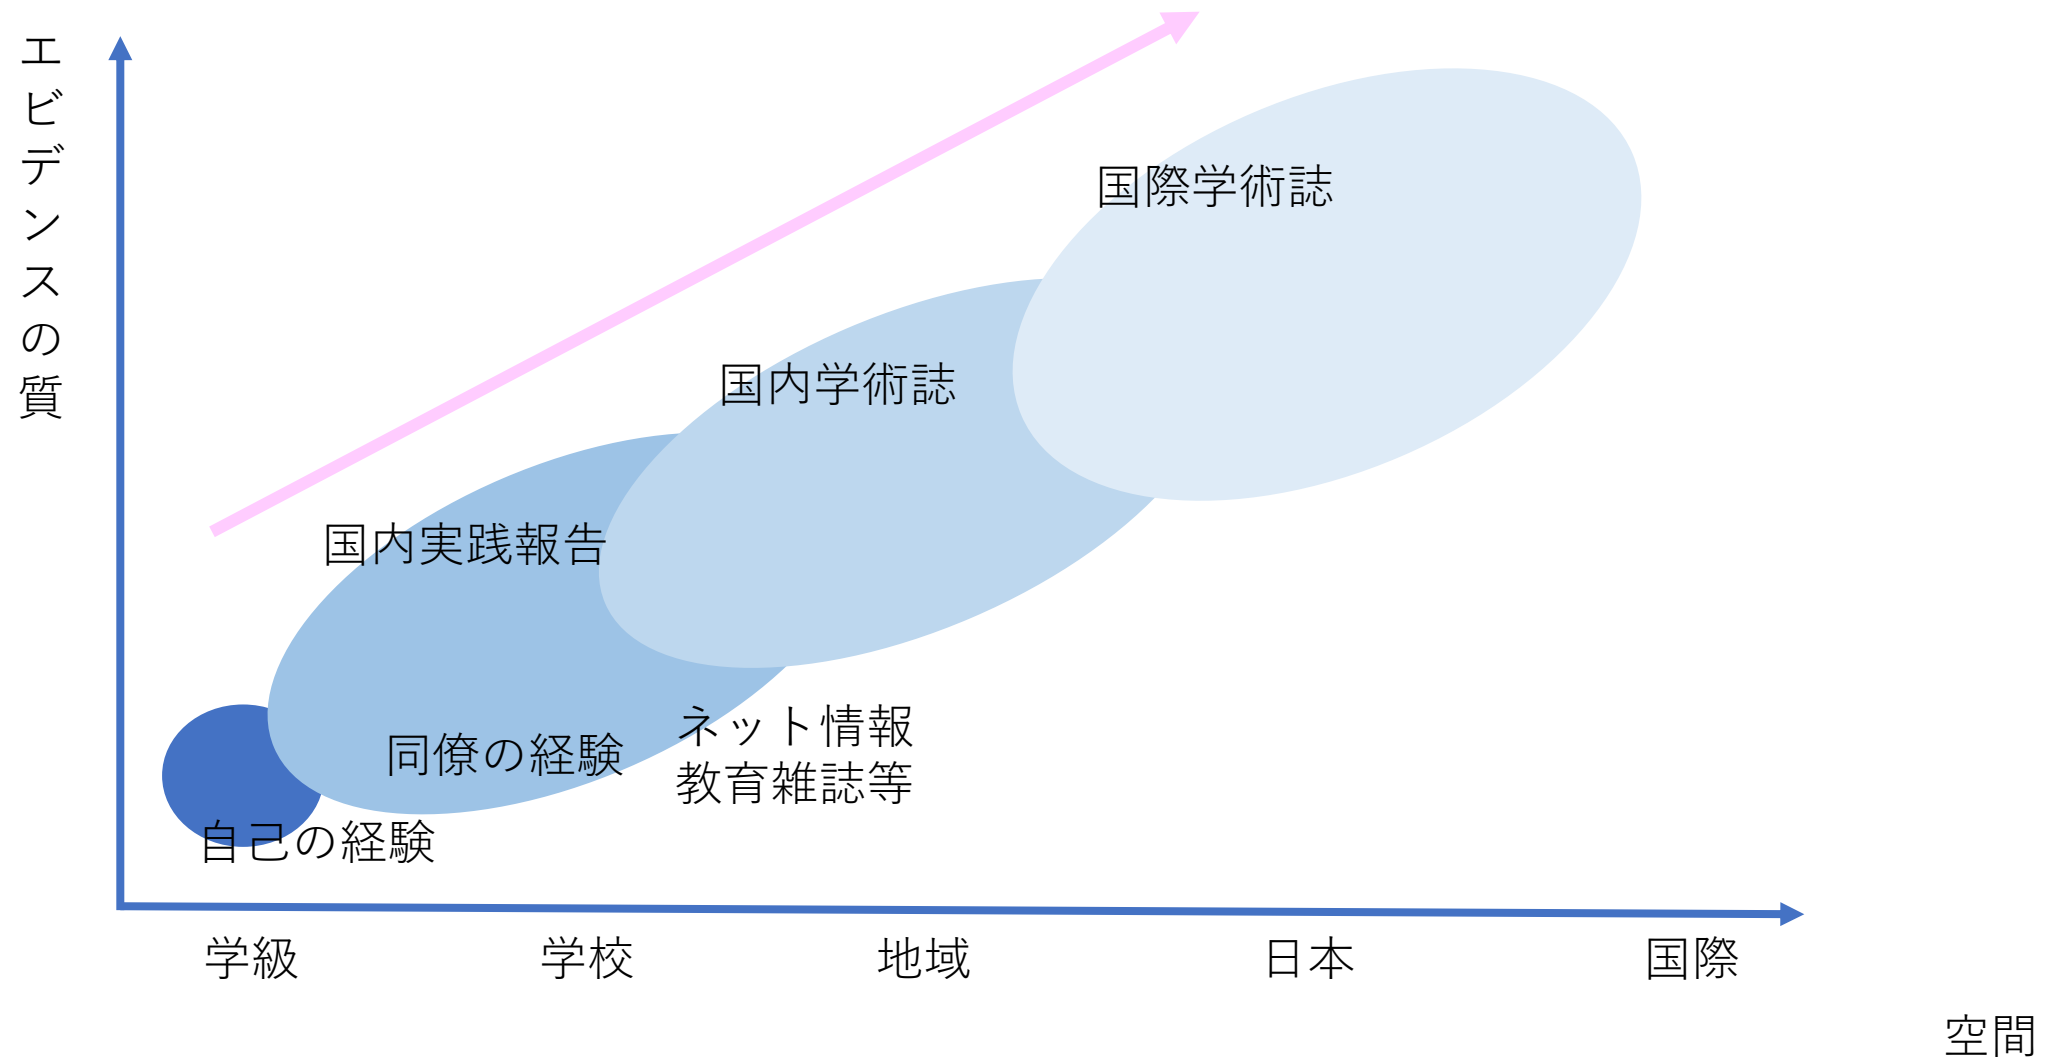 エビデンスの質
国際学術誌
国内学術誌
国内実践報告
ネット情報
教育雑誌等
同僚の経験
自己の経験
学級
学校
地域
日本
国際
空間